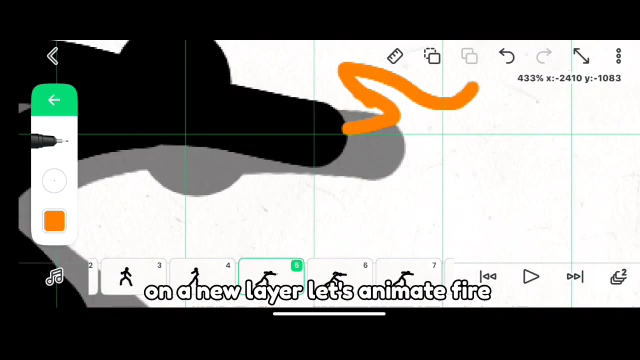 433% x:-2410 y:-1083
2 3 4 5 6 7
2
on a new layer let's animate fire